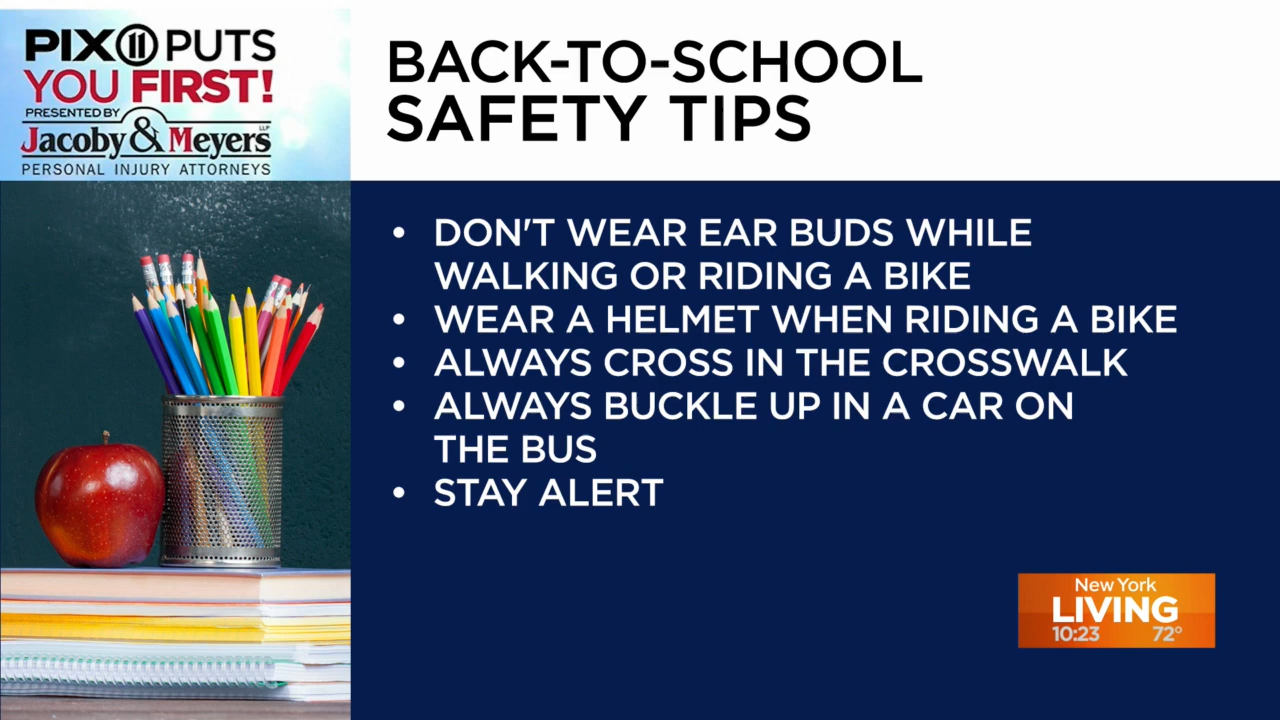 PIX11 PUTS
YOU FIRST!
PRESENTED BY
Jacoby & Meyers LLP
PERSONAL INJURY ATTORNEYS
BACK-TO-SCHOOL
SAFETY TIPS
• DON'T WEAR EAR BUDS WHILE
WALKING OR RIDING A BIKE
• WEAR A HELMET WHEN RIDING A BIKE
• ALWAYS CROSS IN THE CROSSWALK
• ALWAYS BUCKLE UP IN A CAR ON
THE BUS
• STAY ALERT
New York
LIVING
10:23 72°